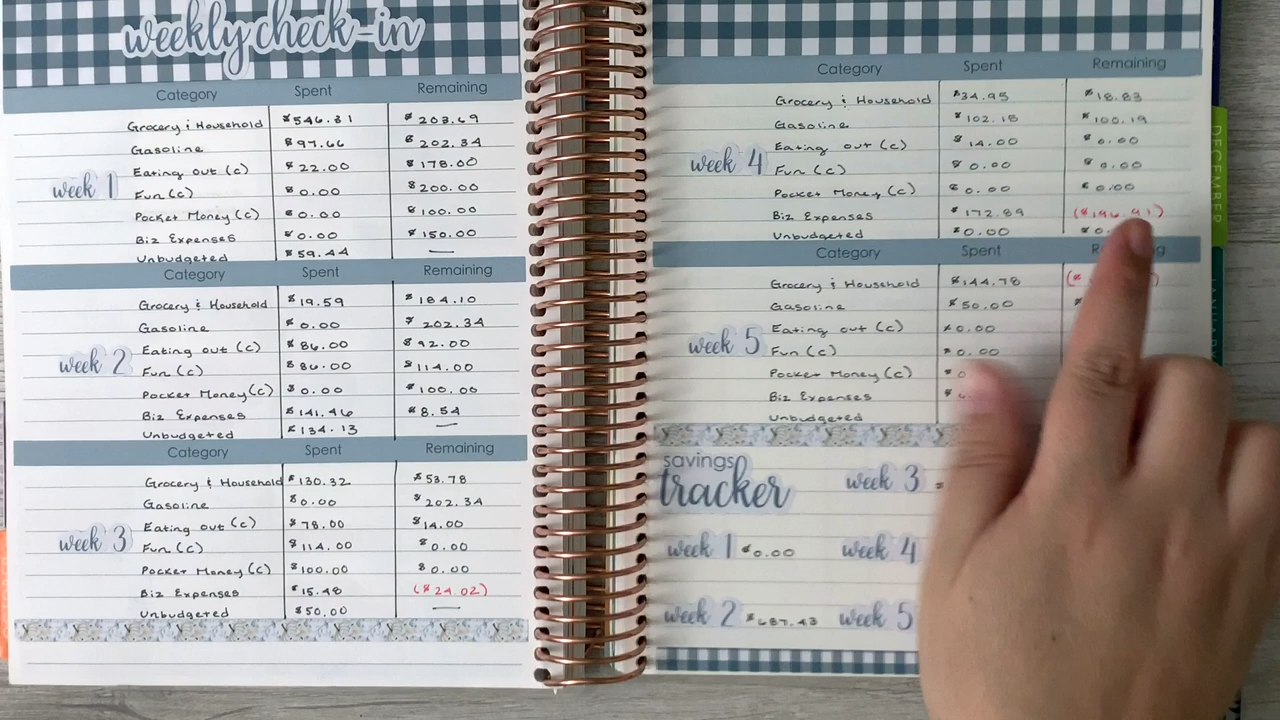 weekly check-in
Category Spent Remaining
week 1
Grocery & Household $546.31 $203.69
Gasoline $97.66 $202.34
Eating out (c) $22.00 $178.00
Fun (c) $0.00 $200.00
Pocket Money (c) $0.00 $100.00
Biz Expenses $0.00 $150.00
Unbudgeted $59.44 —
Category Spent Remaining
week 2
Grocery & Household $19.59 $184.10
Gasoline $0.00 $202.34
Eating out (c) $86.00 $92.00
Fun (c) $86.00 $114.00
Pocket Money (c) $0.00 $100.00
Biz Expenses $141.46 $8.54
Unbudgeted $134.13 —
Category Spent Remaining
week 3
Grocery & Household $130.32 $53.78
Gasoline $0.00 $202.34
Eating out (c) $78.00 $14.00
Fun (c) $114.00 $0.00
Pocket Money (c) $100.00 $0.00
Biz Expenses $15.48 ($24.02)
Unbudgeted $50.00 —
Category Spent Remaining
week 4
Grocery & Household $34.95 $18.83
Gasoline $102.15 $100.19
Eating out (c) $14.00 $0.00
Fun (c) $0.00 $0.00
Pocket Money (c) $0.00 $0.00
Biz Expenses $172.89
Unbudgeted $0.00
Category Spent
week 5
Grocery & Household $144.78
Gasoline $50.00
Eating out (c) $0.00
Fun (c) $0.00
Pocket Money (c)
Biz Expenses
Unbudgeted
savings
tracker
week 1 $0.00
week 2 $687.43
week 3
week 4
week 5
DECEMBER